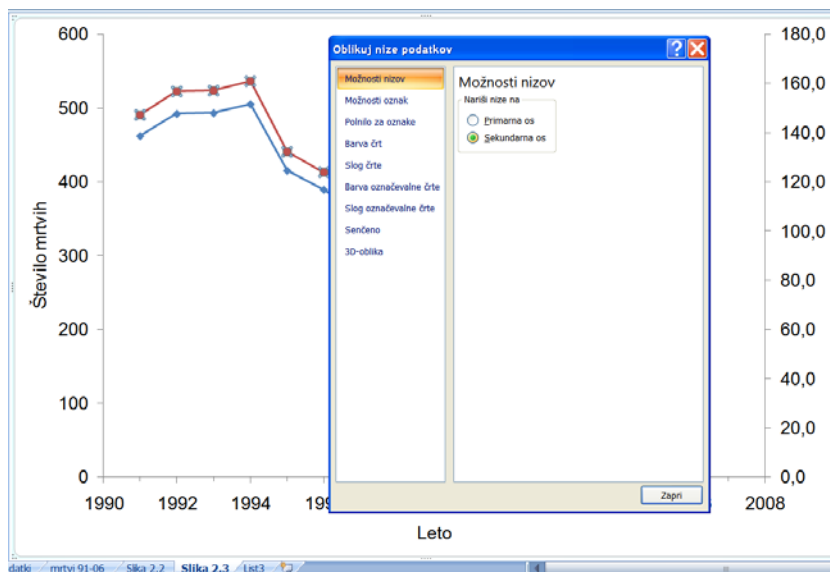 600
500
400
300
200
100
0
Število mrtvih
1990
1992
1994
2008
Leto
180,0
160,0
140,0
120,0
100,0
80,0
60,0
40,0
20,0
0,0
Oblikuj nize podatkov
Možnosti nizov
Možnosti oznak
Polnilo za oznake
Barva črt
Slog črte
Barva označevalne črte
Slog označevalne črte
Senčeno
3D-oblika
Možnosti nizov
Nariši nize na
Primarna os
Sekundarna os
Zapri
datki
mrtvi 91-06
Slika 2.2
Slika 2.3
List3